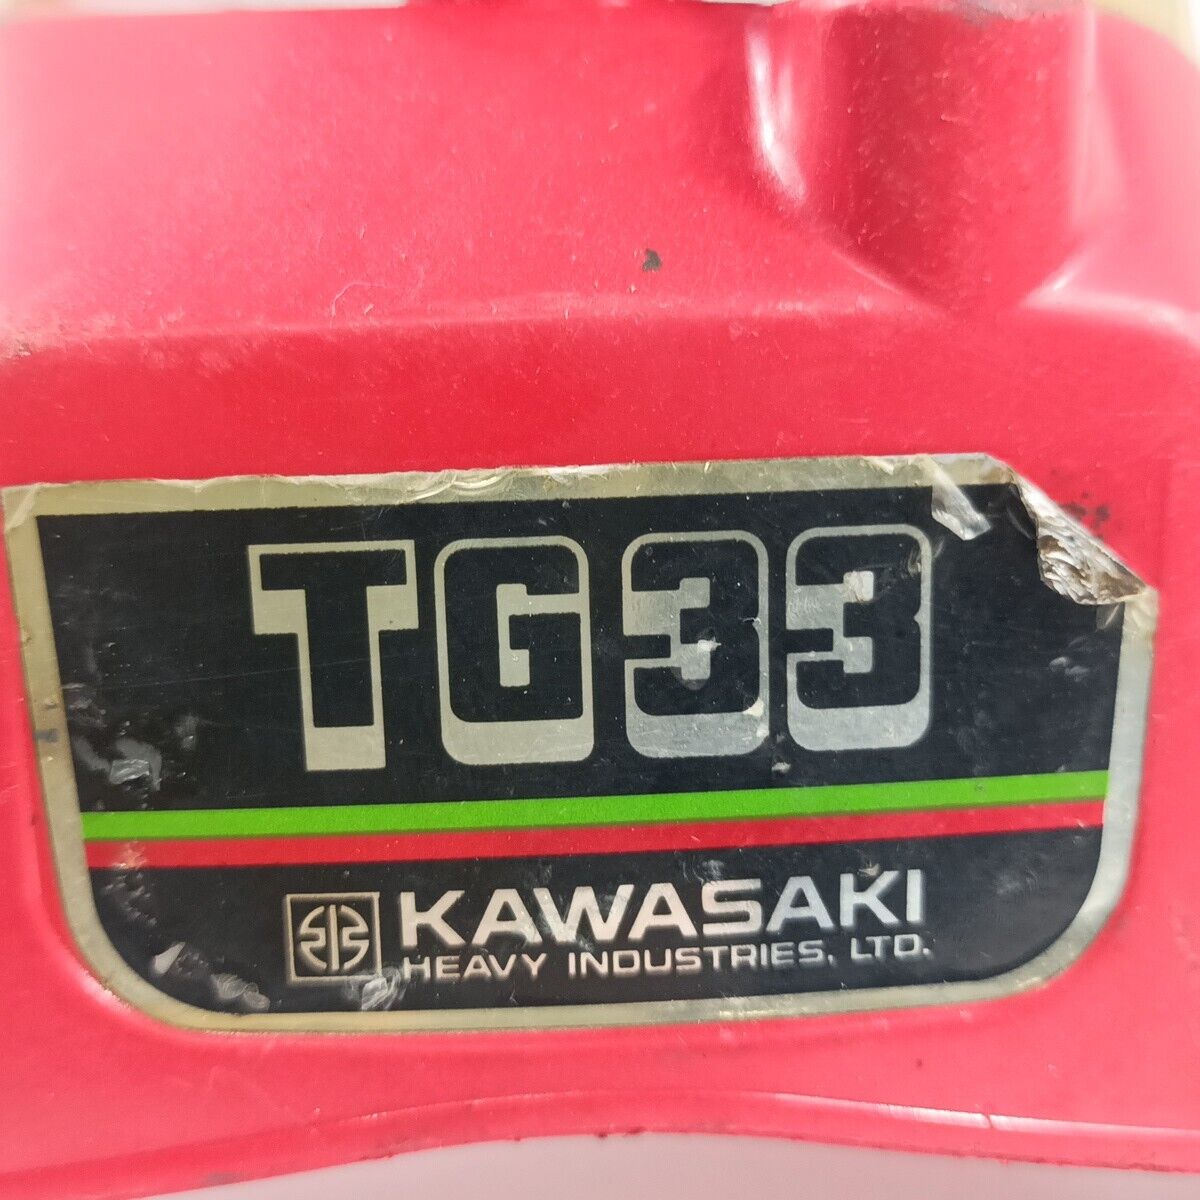 TG33
KAWASAKI
HEAVY INDUSTRIES, LTD.